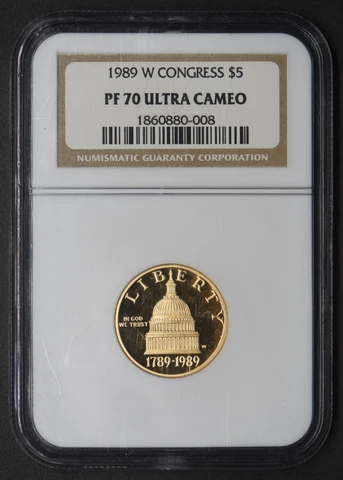 1989 W CONGRESS $5
PF 70 ULTRA CAMEO
1860880-008
NUMISMATIC GUARANTY CORPORATION
LIBERTY
IN GOD
WE TRUST
W
1789-1989